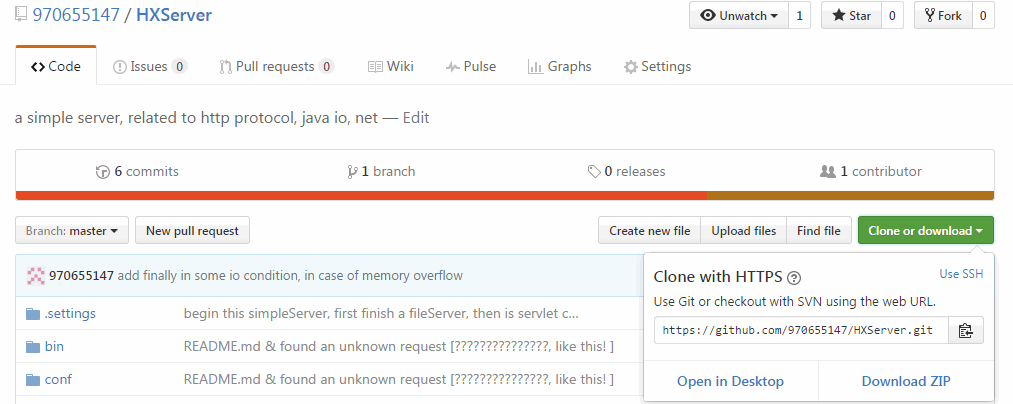 970655147 / HXServer
Unwatch 1 Star 0 Fork 0
Code Issues 0 Pull requests 0 Wiki Pulse Graphs Settings
a simple server, related to http protocol, java io, net — Edit
6 commits 1 branch 0 releases 1 contributor
Branch: master New pull request Create new file Upload files Find file Clone or download
970655147 add finally in some io condition, in case of memory overflow
.settings begin this simpleServer, first finish a fileServer, then is servlet c...
bin README.md & found an unknown request [???????????????, like this! ]
conf README.md & found an unknown request [???????????????, like this! ]
Clone with HTTPS Use SSH
Use Git or checkout with SVN using the web URL.
https://github.com/970655147/HXServer.git
Open in Desktop Download ZIP